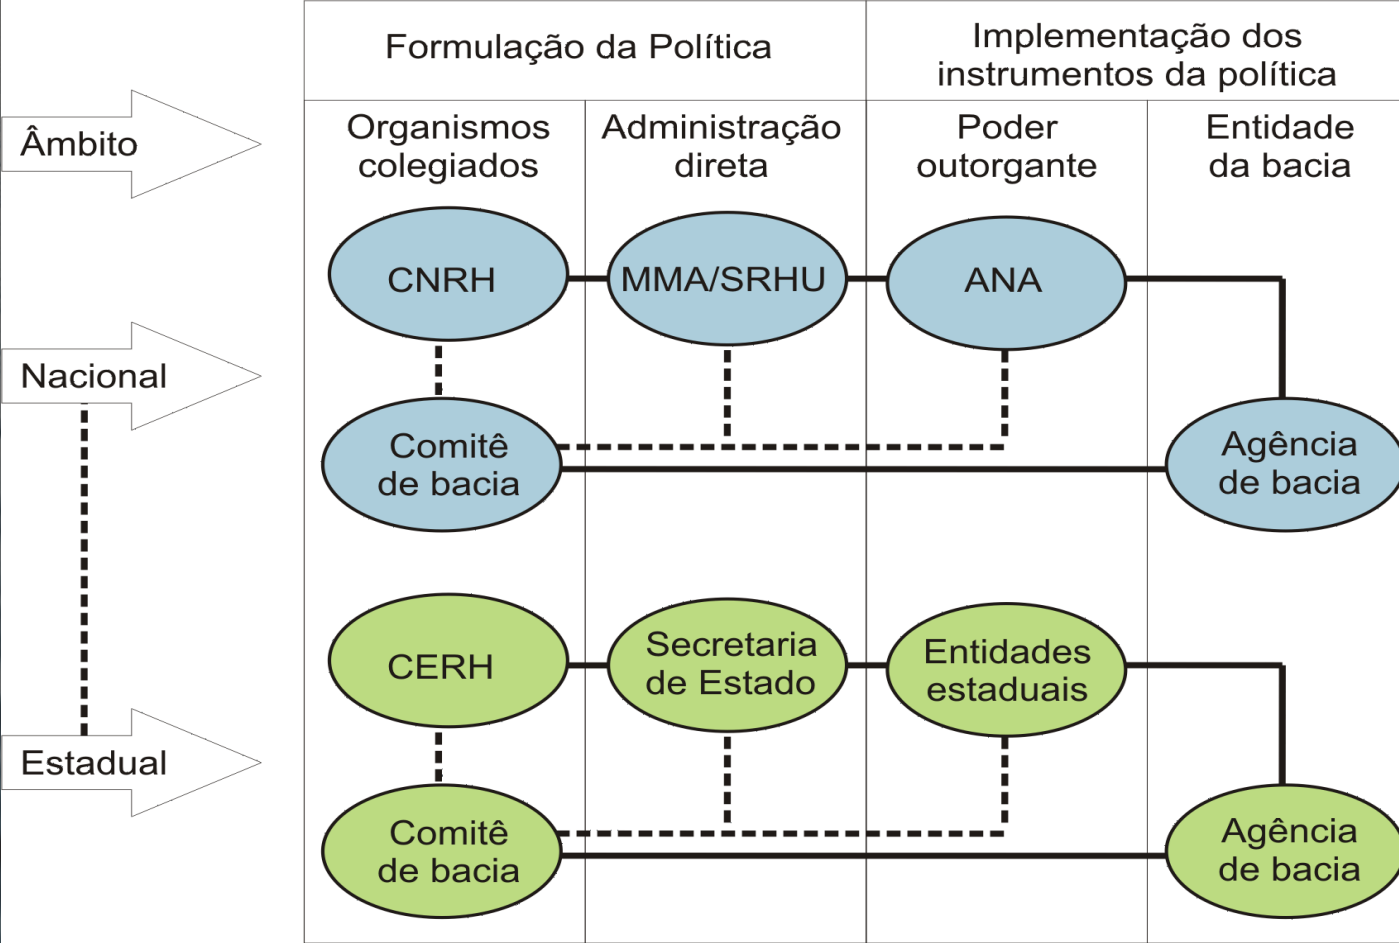 Formulação da Política
Implementação dos
instrumentos da política
Âmbito
Organismos
colegiados
Administração
direta
Poder
outorgante
Entidade
da bacia
Nacional
CNRH
MMA/SRHU
ANA
Comitê
de bacia
Agência
de bacia
Estadual
CERH
Secretaria
de Estado
Entidades
estaduais
Comitê
de bacia
Agência
de bacia